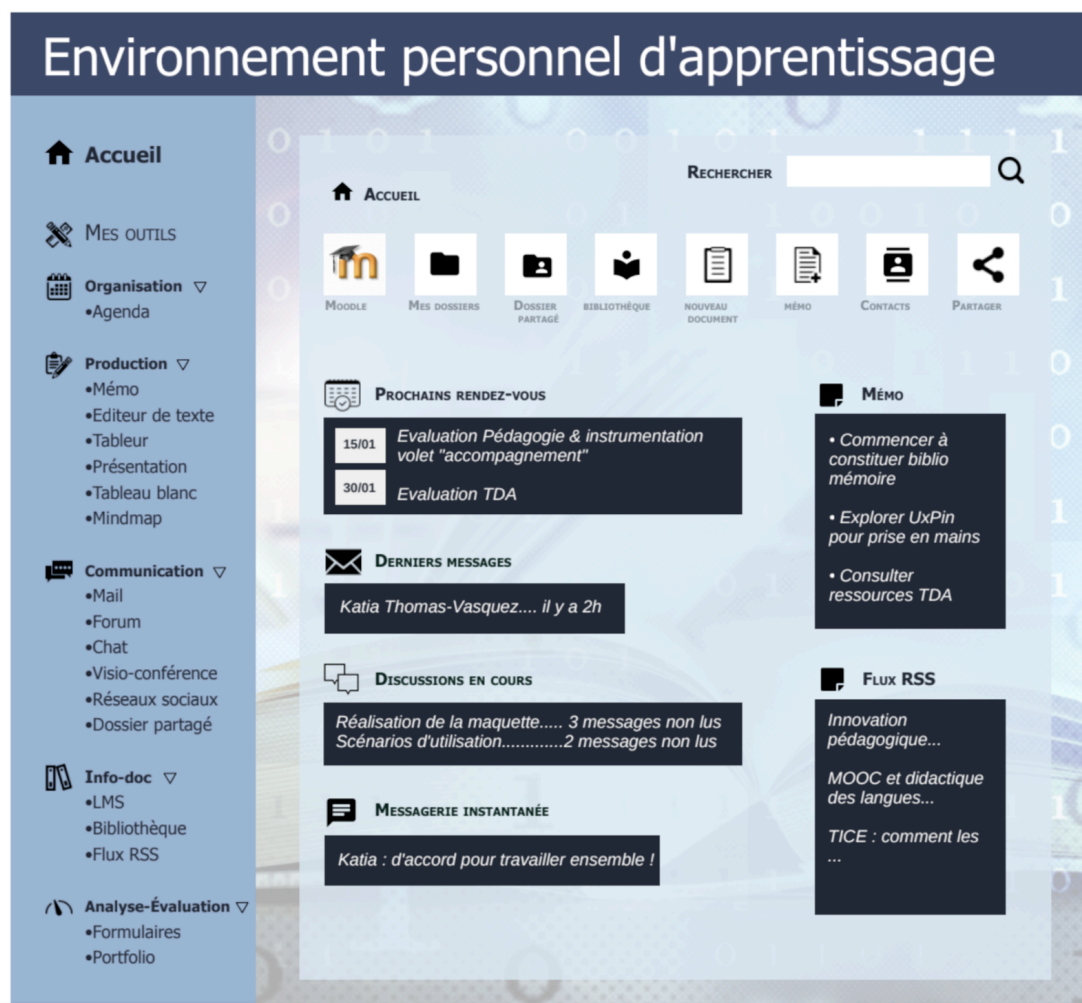 Environnement personnel d'apprentissage
Accueil
Mes outils
Organisation
•Agenda
Production
•Mémo
•Editeur de texte
•Tableur
•Présentation
•Tableau blanc
•Mindmap
Communication
•Mail
•Forum
•Chat
•Visio-conférence
•Réseaux sociaux
•Dossier partagé
Info-doc
•LMS
•Bibliothèque
•Flux RSS
Analyse-Évaluation
•Formulaires
•Portfolio
Rechercher
Accueil
Moodle
Mes dossiers
Dossier
partagé
bibliothèque
nouveau
document
mémo
Contacts
Partager
Prochains rendez-vous
15/01
Evaluation Pédagogie & instrumentation
volet "accompagnement"
30/01
Evaluation TDA
Derniers messages
Katia Thomas-Vasquez.... il y a 2h
Discussions en cours
Réalisation de la maquette..... 3 messages non lus
Scénarios d'utilisation.............2 messages non lus
Messagerie instantanée
Katia : d'accord pour travailler ensemble !
Mémo
• Commencer à
constituer biblio
mémoire
• Explorer UxPin
pour prise en mains
• Consulter
ressources TDA
Flux RSS
Innovation
pédagogique...
MOOC et didactique
des langues...
TICE : comment les
...